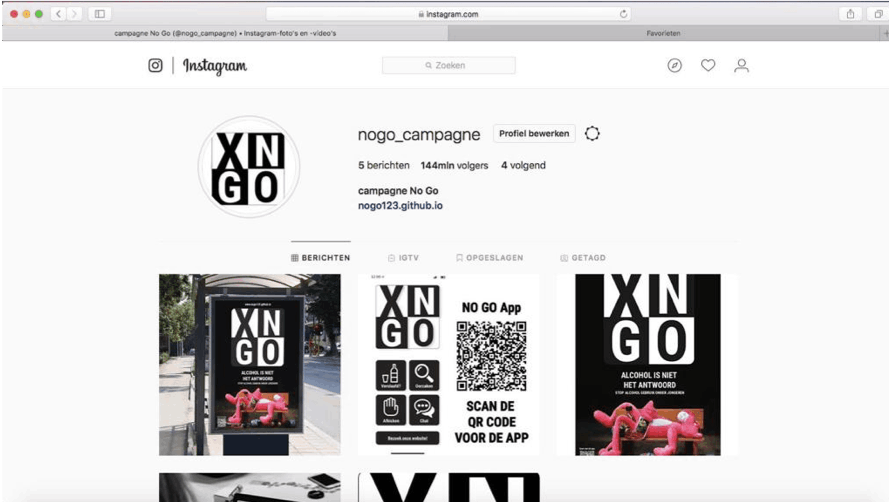 instagram.com
campagne No Go (@nogo_campagne) • Instagram-foto's en -video's
Favorieten
Instagram
Zoeken
nogo_campagne
Profiel bewerken
5 berichten 144mln volgers 4 volgend
campagne No Go
nogo123.github.io
BERICHTEN
IGTV
OPGESLAGEN
GETAGD
XN
GO
XN
GO
ALCOHOL IS NIET
HET ANTWOORD
XN
GO
Verslaafd?
Oorzaken
Afkicken
Chat
Bezoek onze website!
NO GO App
SCAN DE
QR CODE
VOOR DE APP
XN
GO
ALCOHOL IS NIET
HET ANTWOORD
STOP ALCOHOL GEBRUIK ONDER JONGEREN
XN